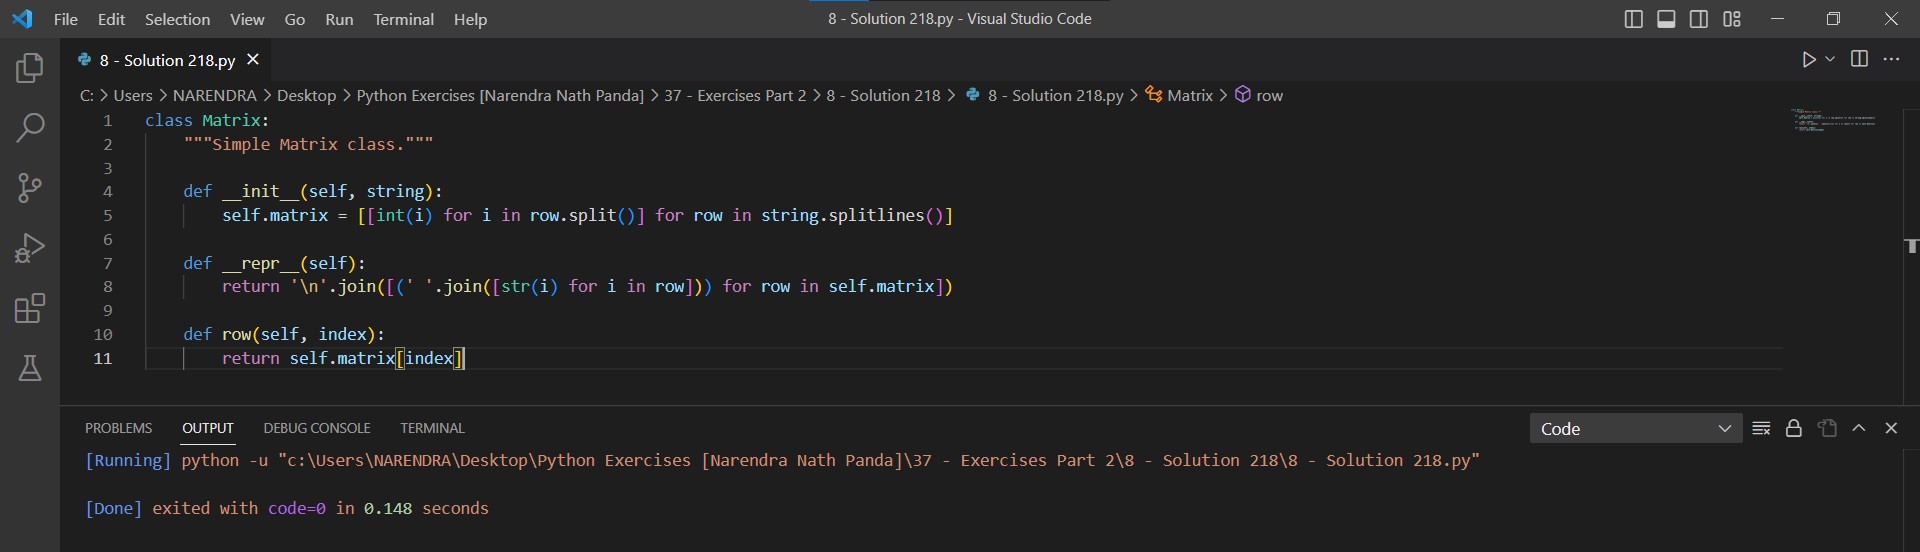 File Edit Selection View Go Run Terminal Help 8 - Solution 218.py - Visual Studio Code
8 - Solution 218.py
C: > Users > NARENDRA > Desktop > Python Exercises [Narendra Nath Panda] > 37 - Exercises Part 2 > 8 - Solution 218 > 8 - Solution 218.py > Matrix > row
1 class Matrix:
2     """Simple Matrix class."""
3
4     def __init__(self, string):
5         self.matrix = [[int(i) for i in row.split()] for row in string.splitlines()]
6
7     def __repr__(self):
8         return '\n'.join([(' '.join([str(i) for i in row])) for row in self.matrix])
9
10     def row(self, index):
11         return self.matrix[index]
PROBLEMS OUTPUT DEBUG CONSOLE TERMINAL Code
[Running] python -u "c:\Users\NARENDRA\Desktop\Python Exercises [Narendra Nath Panda]\37 - Exercises Part 2\8 - Solution 218\8 - Solution 218.py"
[Done] exited with code=0 in 0.148 seconds